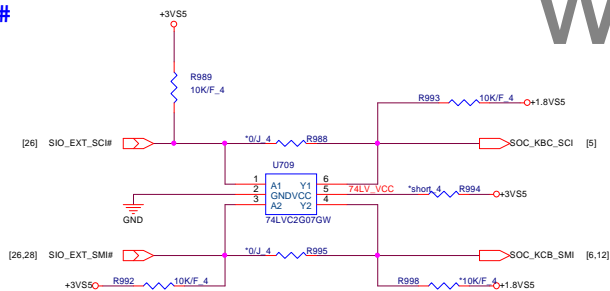 #
W
+3VS5
R989
10K/F_4
R993
10K/F_4
+1.8VS5
[26] SIO_EXT_SCI#
*0/J_4
R988
SOC_KBC_SCI [5]
U709
1 A1 Y1 6
2 GNDVCC 5
3 A2 Y2 4
74LVC2G07GW
74LV_VCC
*short_4
R994
+3VS5
GND
[26,28] SIO_EXT_SMI#
*0/J_4
R995
SOC_KCB_SMI [6,12]
+3VS5
R992
10K/F_4
R998
*10K/F_4
+1.8VS5